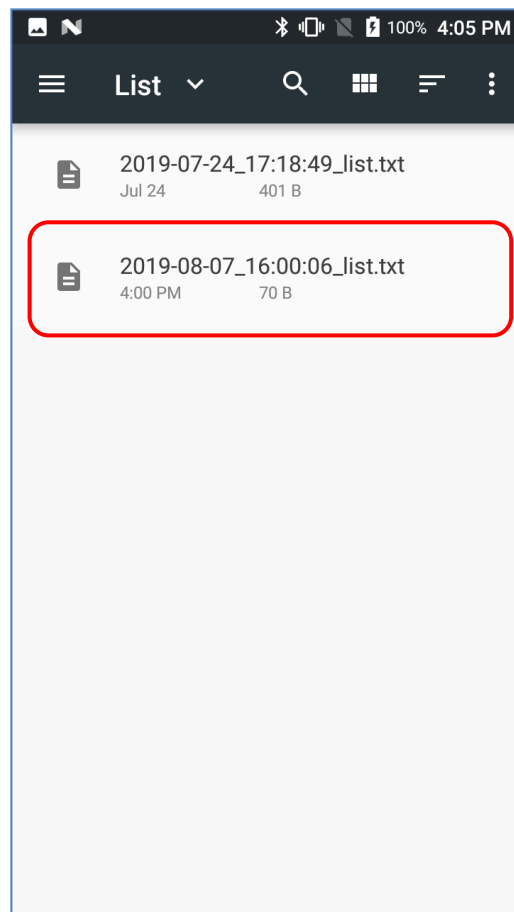 100% 4:05 PM
List
2019-07-24_17:18:49_list.txt
Jul 24 401 B
2019-08-07_16:00:06_list.txt
4:00 PM 70 B